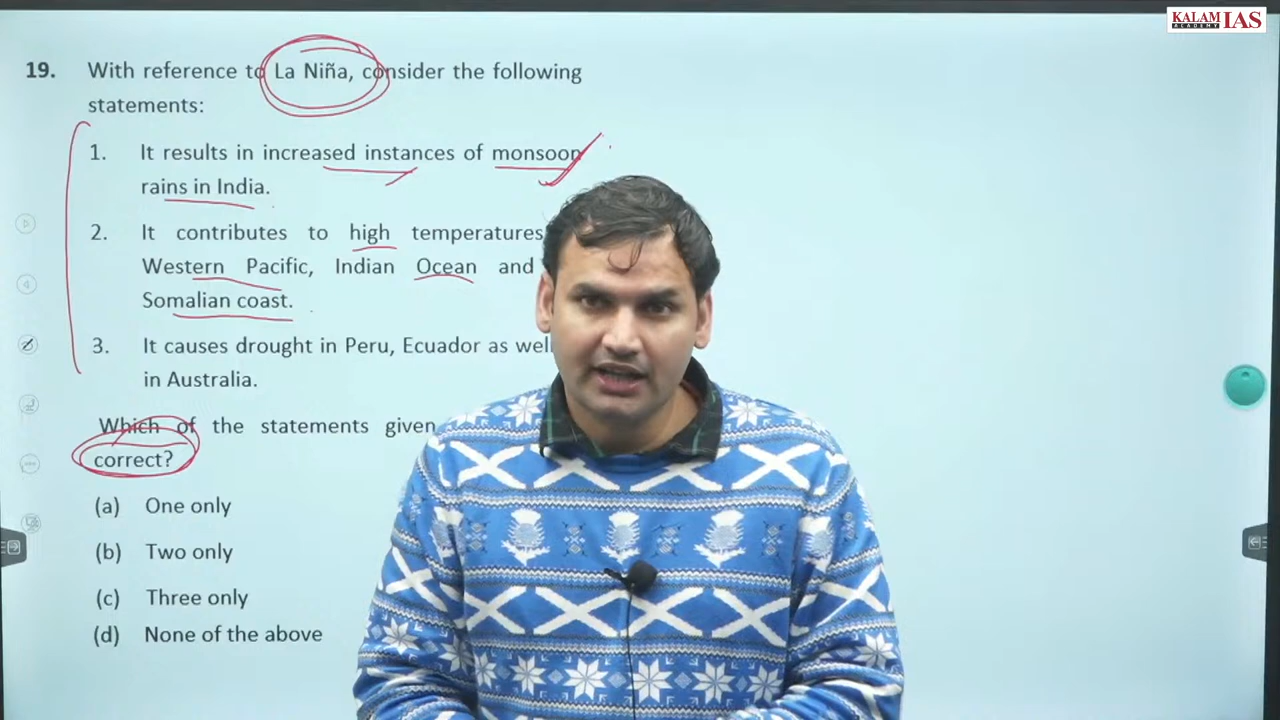 KALAM IAS
ACADEMY
19. With reference to La Niña, consider the following
statements:
1. It results in increased instances of monsoon
rains in India.
2. It contributes to high temperatures
Western Pacific, Indian Ocean and
Somalian coast.
3. It causes drought in Peru, Ecuador as well
in Australia.
Which of the statements given
correct?
(a) One only
(b) Two only
(c) Three only
(d) None of the above